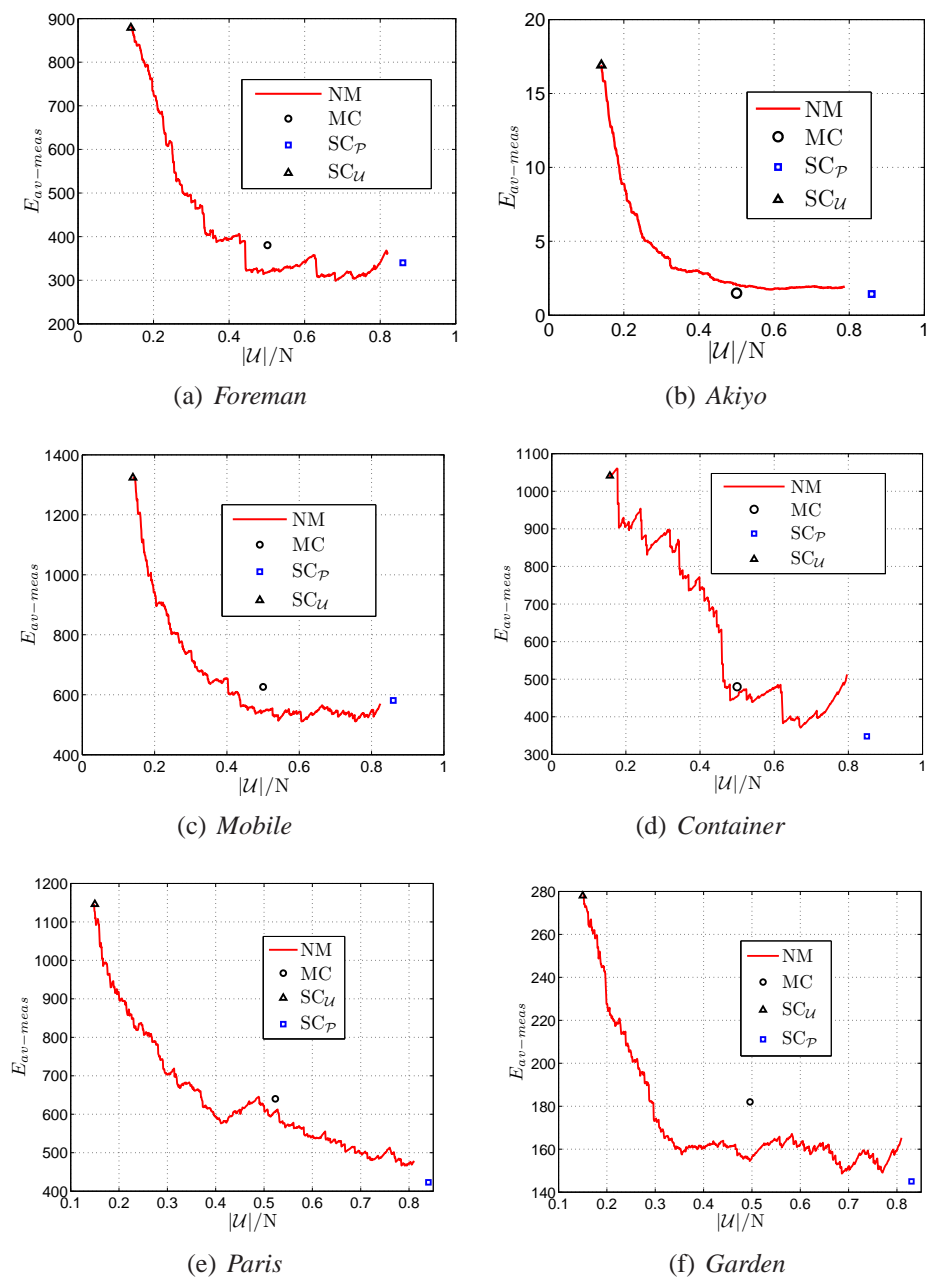 900
800
700
600
500
400
300
200
0 0.2 0.4 0.6 0.8 1
E_{av-meas}
|𝒰|/N
NM
MC
SC_𝒫
SC_𝒰
(a) Foreman
20
15
10
5
0
0 0.2 0.4 0.6 0.8 1
E_{av-meas}
|𝒰|/N
NM
MC
SC_𝒫
SC_𝒰
(b) Akiyo
1400
1200
1000
800
600
400
0 0.2 0.4 0.6 0.8 1
E_{av-meas}
|𝒰|/N
NM
MC
SC_𝒫
SC_𝒰
(c) Mobile
1100
1000
900
800
700
600
500
400
300
0 0.2 0.4 0.6 0.8 1
E_{av-meas}
|𝒰|/N
NM
MC
SC_𝒫
SC_𝒰
(d) Container
1200
1100
1000
900
800
700
600
500
400
0.1 0.2 0.3 0.4 0.5 0.6 0.7 0.8
E_{av-meas}
|𝒰|/N
NM
MC
SC_𝒰
SC_𝒫
(e) Paris
280
260
240
220
200
180
160
140
0.1 0.2 0.3 0.4 0.5 0.6 0.7 0.8
E_{av-meas}
|𝒰|/N
NM
MC
SC_𝒰
SC_𝒫
(f) Garden